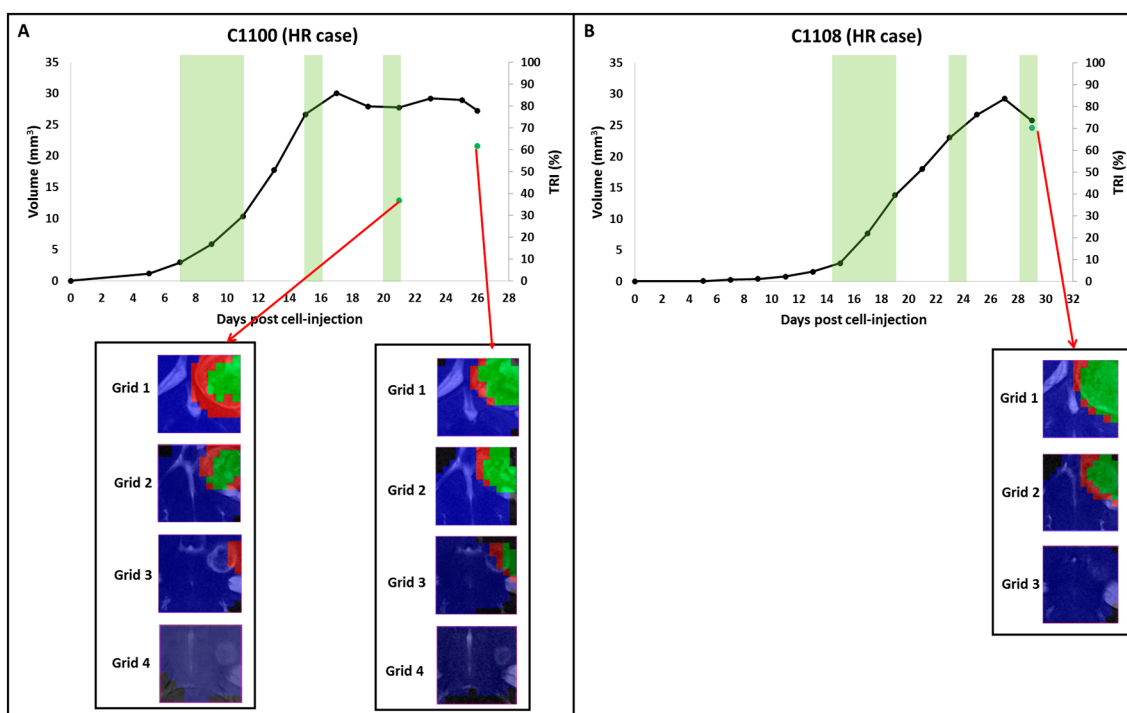 A
C1100 (HR case)
Volume (mm³)
35
30
25
20
15
10
5
0
100
90
80
70
60
50
40
30
20
10
0
TRI (%)
0 2 4 6 8 10 12 14 16 18 20 22 24 26 28
Days post cell-injection
Grid 1
Grid 2
Grid 3
Grid 4
Grid 1
Grid 2
Grid 3
Grid 4
B
C1108 (HR case)
Volume (mm³)
35
30
25
20
15
10
5
0
100
90
80
70
60
50
40
30
20
10
0
TRI (%)
0 2 4 6 8 10 12 14 16 18 20 22 24 26 28 30 32
Days post cell-injection
Grid 1
Grid 2
Grid 3